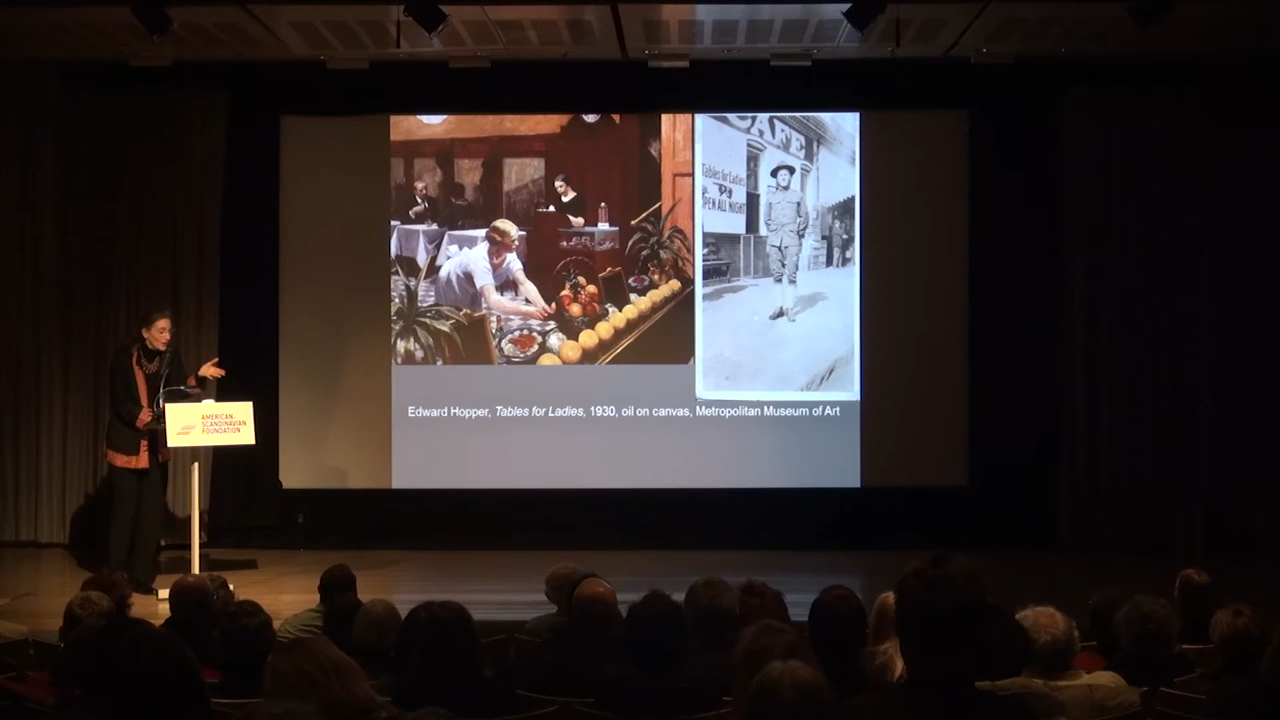 CAFE
Tables for Ladies
OPEN ALL NIGHT
Edward Hopper, Tables for Ladies, 1930, oil on canvas, Metropolitan Museum of Art
AMERICAN-
SCANDINAVIAN
FOUNDATION